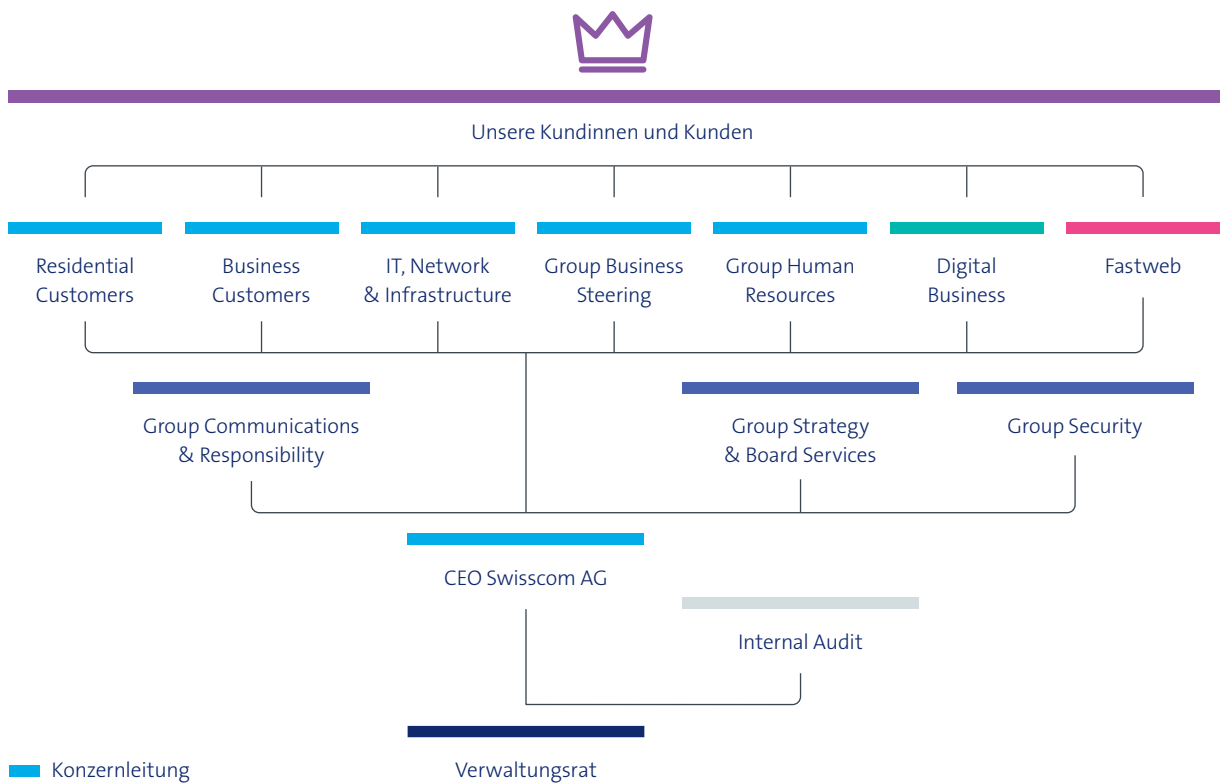 Unsere Kundinnen und Kunden
Residential
Customers
Business
Customers
IT, Network
& Infrastructure
Group Business
Steering
Group Human
Resources
Digital
Business
Fastweb
Group Communications
& Responsibility
Group Strategy
& Board Services
Group Security
CEO Swisscom AG
Internal Audit
Konzernleitung
Verwaltungsrat